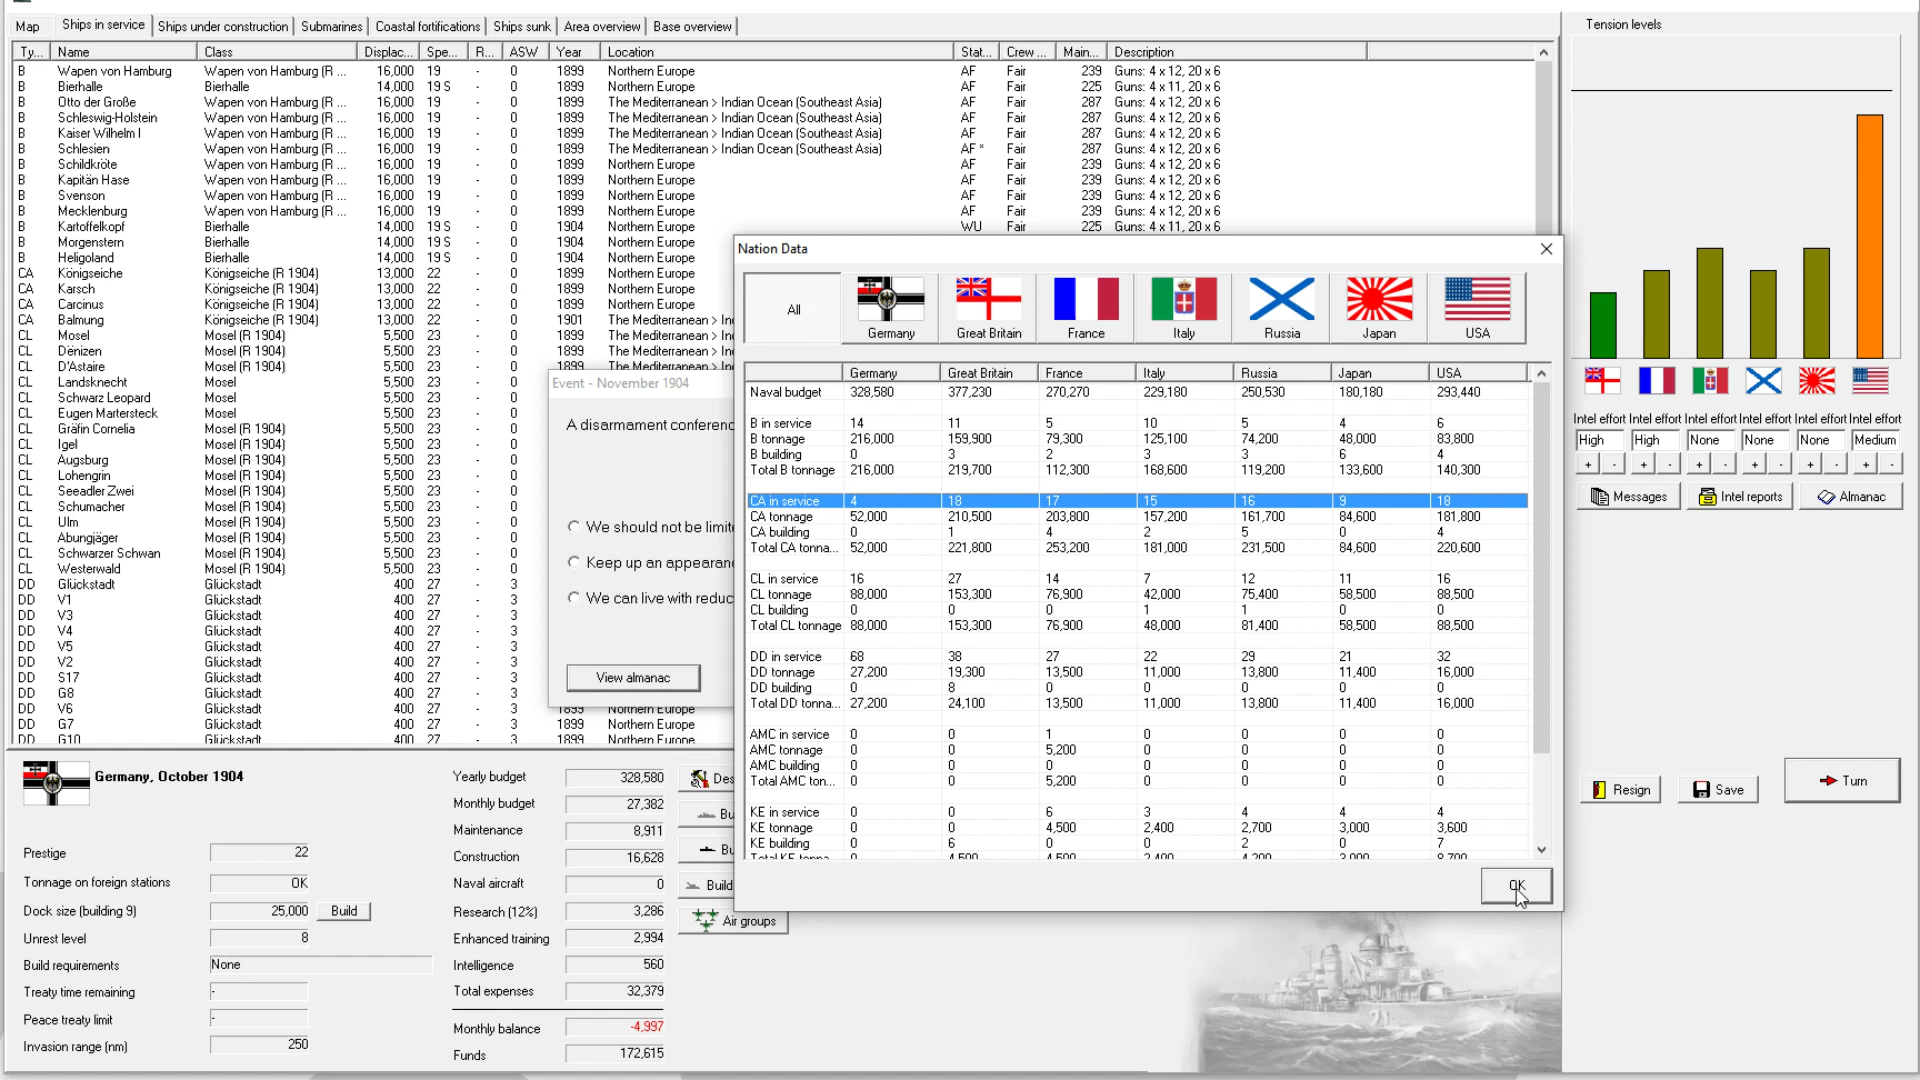 Map Ships in service Ships under construction Submarines Coastal fortifications Ships sunk Area overview Base overview
Ty... Name Class Displac... Spe... R... ASW Year Location Stat... Crew ... Main... Description
B Wapen von Hamburg Wapen von Hamburg (R ... 16,000 19 - 0 1899 Northern Europe AF Fair 239 Guns: 4 x 12, 20 x 6
B Bierhalle Bierhalle 14,000 19 S - 0 1899 Northern Europe AF Fair 225 Guns: 4 x 11, 20 x 6
B Otto der Große Wapen von Hamburg (R ... 16,000 19 - 0 1899 The Mediterranean > Indian Ocean (Southeast Asia) AF Fair 287 Guns: 4 x 12, 20 x 6
B Schleswig-Holstein Wapen von Hamburg (R ... 16,000 19 - 0 1899 The Mediterranean > Indian Ocean (Southeast Asia) AF Fair 287 Guns: 4 x 12, 20 x 6
B Kaiser Wilhelm I Wapen von Hamburg (R ... 16,000 19 - 0 1899 The Mediterranean > Indian Ocean (Southeast Asia) AF Fair 287 Guns: 4 x 12, 20 x 6
B Schlesien Wapen von Hamburg (R ... 16,000 19 - 0 1899 The Mediterranean > Indian Ocean (Southeast Asia) AF * Fair 287 Guns: 4 x 12, 20 x 6
B Schildkröte Wapen von Hamburg (R ... 16,000 19 - 0 1899 Northern Europe AF Fair 239 Guns: 4 x 12, 20 x 6
B Kapitän Hase Wapen von Hamburg (R ... 16,000 19 - 0 1899 Northern Europe AF Fair 239 Guns: 4 x 12, 20 x 6
B Svenson Wapen von Hamburg (R ... 16,000 19 - 0 1899 Northern Europe AF Fair 239 Guns: 4 x 12, 20 x 6
B Mecklenburg Wapen von Hamburg (R ... 16,000 19 - 0 1899 Northern Europe AF Fair 239 Guns: 4 x 12, 20 x 6
B Kartoffelkopf Bierhalle 14,000 19 S - 0 1904 Northern Europe WU Fair 225 Guns: 4 x 11, 20 x 6
B Morgenstern Bierhalle 14,000 19 S - 0 1904 Northern Europe
B Heligoland Bierhalle 14,000 19 S - 0 1904 Northern Europe
CA Königseiche Königseiche (R 1904) 13,000 22 - 0 1899 Northern Europe
CA Karsch Königseiche (R 1904) 13,000 22 - 0 1899 Northern Europe
CA Carcinus Königseiche (R 1904) 13,000 22 - 0 1899 Northern Europe
CA Balmung Königseiche (R 1904) 13,000 22 - 0 1901 The Mediterranean > In
CL Mosel Mosel (R 1904) 5,500 23 - 0 1899 The Mediterranean > In
CL Dënizen Mosel (R 1904) 5,500 23 - 0 1899 The Mediterranean > In
CL D'Astaire Mosel (R 1904) 5,500 23 - 0 1899 The Mediterranean > In
CL Landsknecht Mosel 5,500 23 - 0
CL Schwarz Leopard Mosel 5,500 23 - 0
CL Eugen Martersteck Mosel 5,500 23 - 0
CL Gräfin Cornelia Mosel (R 1904) 5,500 23 - 0
CL Igel Mosel (R 1904) 5,500 23 - 0
CL Augsburg Mosel (R 1904) 5,500 23 - 0
CL Lohengrin Mosel (R 1904) 5,500 23 - 0
CL Seeadler Zwei Mosel (R 1904) 5,500 23 - 0
CL Schumacher Mosel (R 1904) 5,500 23 - 0
CL Ulm Mosel (R 1904) 5,500 23 - 0
CL Abungjäger Mosel (R 1904) 5,500 23 - 0
CL Schwarzer Schwan Mosel (R 1904) 5,500 23 - 0
CL Westerwald Mosel (R 1904) 5,500 23 - 0
DD Glückstadt Glückstadt 400 27 - 3
DD V1 Glückstadt 400 27 - 3
DD V3 Glückstadt 400 27 - 3
DD V4 Glückstadt 400 27 - 3
DD V5 Glückstadt 400 27 - 3
DD V2 Glückstadt 400 27 - 3
DD S17 Glückstadt 400 27 - 3
DD G8 Glückstadt 400 27 - 3
DD V6 Glückstadt 400 27 - 3 1899 Northern Europe
DD G7 Glückstadt 400 27 - 3 1899 Northern Europe
DD G10 Glückstadt 400 27 - 3 1899 Northern Europe
Event - November 1904
A disarmament conferenc
We should not be limite
Keep up an appearan
We can live with reduc
View almanac
Nation Data
All Germany Great Britain France Italy Russia Japan USA
Germany Great Britain France Italy Russia Japan USA
Naval budget 328,580 377,230 270,270 229,180 250,530 180,180 293,440
B in service 14 11 5 10 5 4 6
B tonnage 216,000 159,900 79,300 125,100 74,200 48,000 83,800
B building 0 3 2 3 3 6 4
Total B tonnage 216,000 219,700 112,300 168,600 119,200 133,600 140,300
CA in service 4 18 17 15 16 9 18
CA tonnage 52,000 210,500 203,800 157,200 161,700 84,600 181,800
CA building 0 1 4 2 5 0 4
Total CA tonna... 52,000 221,800 253,200 181,000 231,500 84,600 220,600
CL in service 16 27 14 7 12 11 16
CL tonnage 88,000 153,300 76,900 42,000 75,400 58,500 88,500
CL building 0 0 0 1 1 0 0
Total CL tonnage 88,000 153,300 76,900 48,000 81,400 58,500 88,500
DD in service 68 38 27 22 29 21 32
DD tonnage 27,200 19,300 13,500 11,000 13,800 11,400 16,000
DD building 0 8 0 0 0 0 0
Total DD tonna... 27,200 24,100 13,500 11,000 13,800 11,400 16,000
AMC in service 0 0 1 0 0 0 0
AMC tonnage 0 0 5,200 0 0 0 0
AMC building 0 0 0 0 0 0 0
Total AMC ton... 0 0 5,200 0 0 0 0
KE in service 0 0 6 3 4 4 4
KE tonnage 0 0 4,500 2,400 2,700 3,000 3,600
KE building 0 6 0 0 2 0 7
Total KE tonna... 0 4,500 4,500 2,400 4,200 3,000 8,700
OK
Tension levels
Intel effort Intel effort Intel effort Intel effort Intel effort Intel effort
High High None None None Medium
+ - + - + - + - + - + -
Messages Intel reports Almanac
Resign Save Turn
Germany, October 1904
Prestige 22
Tonnage on foreign stations OK
Dock size (building 9) 25,000 Build
Unrest level 8
Build requirements None
Treaty time remaining -
Peace treaty limit -
Invasion range (nm) 250
Yearly budget 328,580
Monthly budget 27,382
Maintenance 8,911
Construction 16,628
Naval aircraft 0
Research (12%) 3,286
Enhanced training 2,994
Intelligence 560
Total expenses 32,379
Monthly balance -4,997
Funds 172,615
Des
Bu
Bu
Build
Air groups